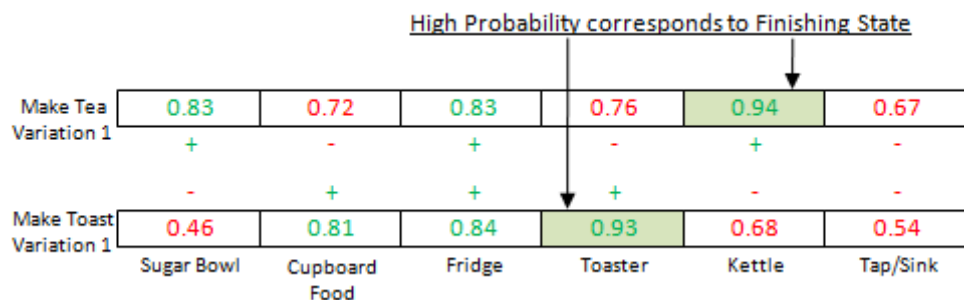 High Probability corresponds to Finishing State
Make Tea
Variation 1
0.83 0.72 0.83 0.76 0.94 0.67
+ - + - + -
- + + + - -
Make Toast
Variation 1
0.46 0.81 0.84 0.93 0.68 0.54
Sugar Bowl Cupboard Food Fridge Toaster Kettle Tap/Sink